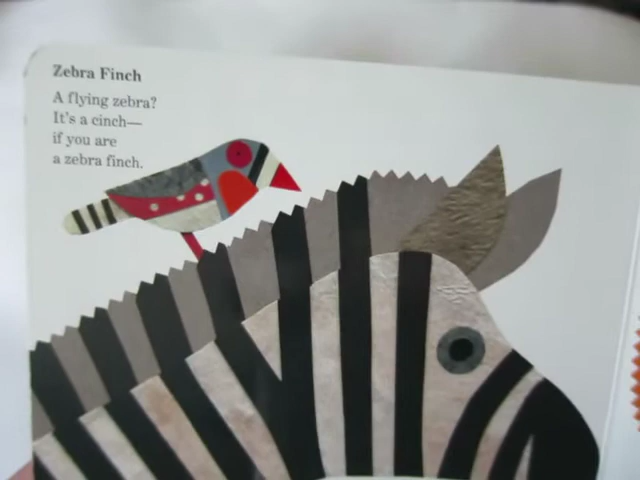 Zebra Finch
A flying zebra?
It's a cinch—
if you are
a zebra finch.